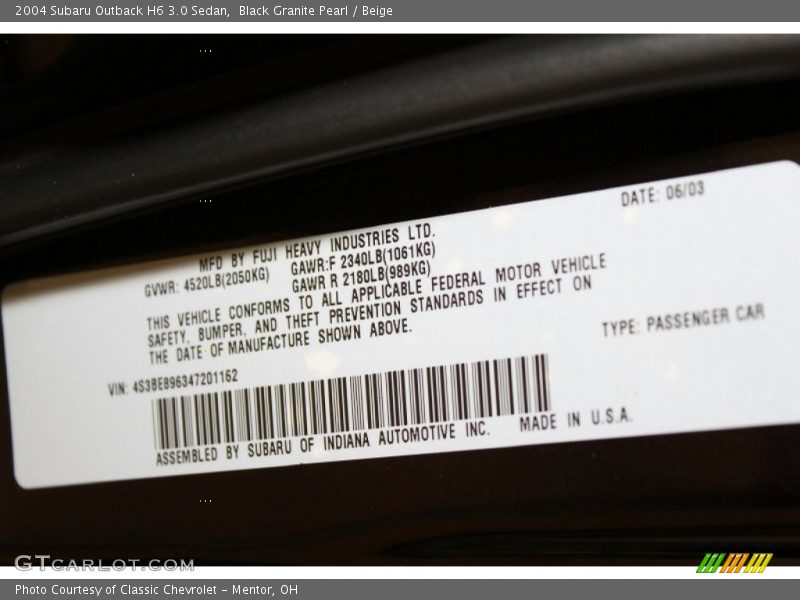 2004 Subaru Outback H6 3.0 Sedan,  Black Granite Pearl / Beige
DATE: 06/03
MFD BY FUJI HEAVY INDUSTRIES LTD.
GVWR: 4520LB(2050KG) GAWR:F 2340LB(1061KG)
GAWR R 2180LB(989KG)
THIS VEHICLE CONFORMS TO ALL APPLICABLE FEDERAL MOTOR VEHICLE
SAFETY, BUMPER, AND THEFT PREVENTION STANDARDS IN EFFECT ON
THE DATE OF MANUFACTURE SHOWN ABOVE.
TYPE: PASSENGER CAR
VIN: 4S3BE896347201162
ASSEMBLED BY SUBARU OF INDIANA AUTOMOTIVE INC. MADE IN U.S.A.
GTCARLOT.COM
Photo Courtesy of Classic Chevrolet - Mentor, OH